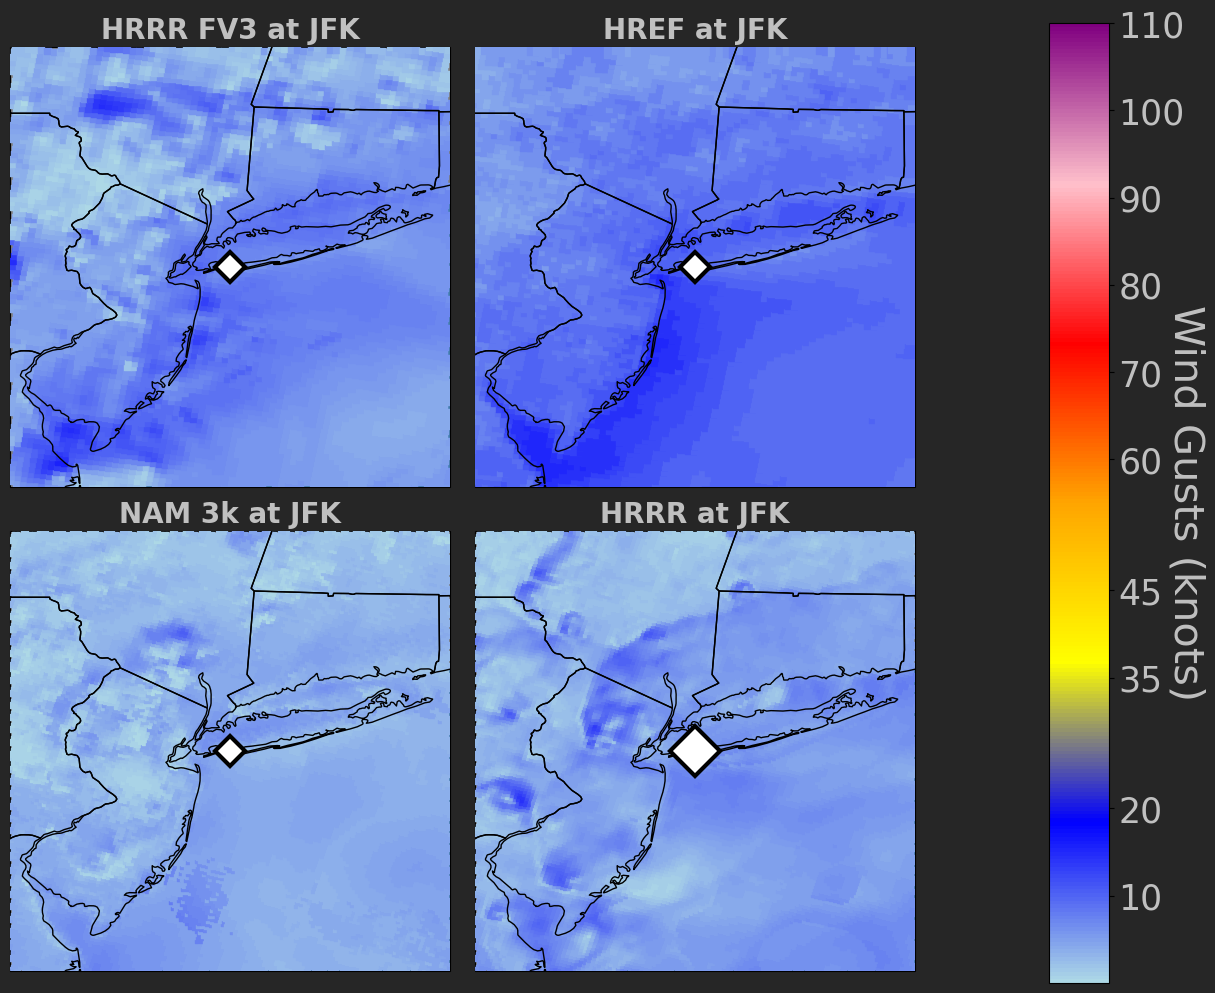 HRRR FV3 at JFK
HREF at JFK
NAM 3k at JFK
HRRR at JFK
110
100
90
80
70
60
45
35
20
10
Wind Gusts (knots)